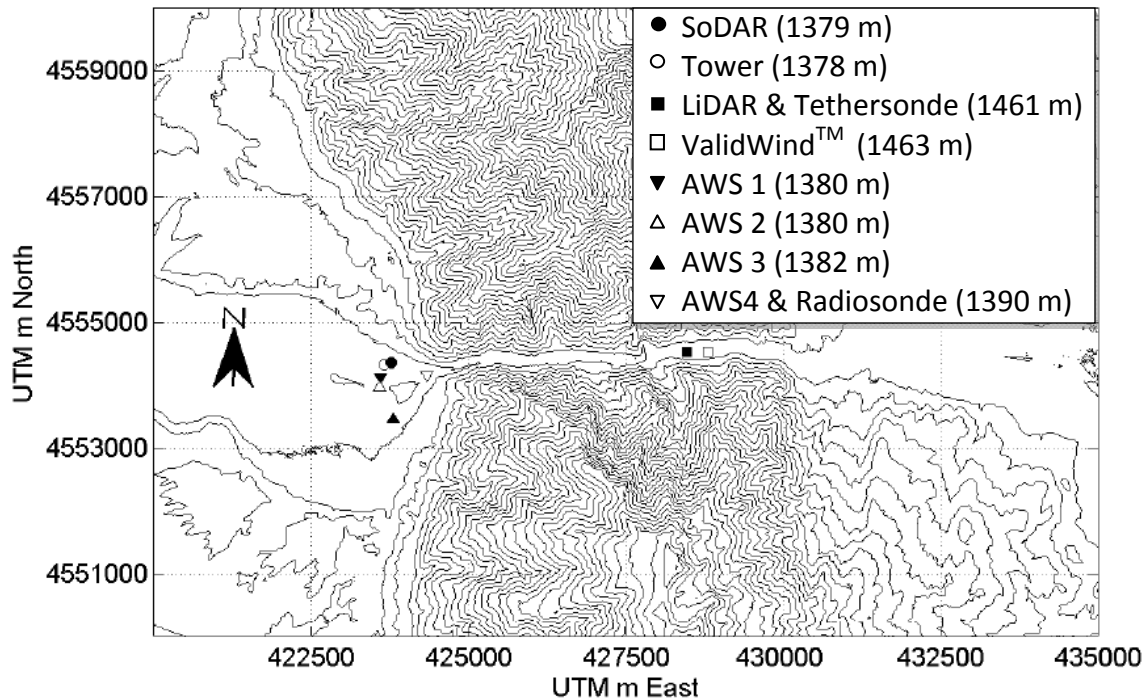 SoDAR (1379 m)
Tower (1378 m)
LiDAR & Tethersonde (1461 m)
ValidWind™ (1463 m)
AWS 1 (1380 m)
AWS 2 (1380 m)
AWS 3 (1382 m)
AWS4 & Radiosonde (1390 m)
4559000
4557000
4555000
4553000
4551000
UTM m North
N
422500 425000 427500 430000 432500 435000
UTM m East